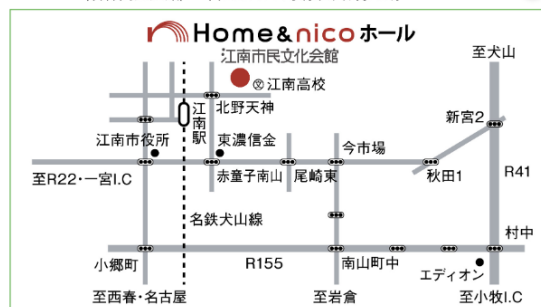 Home&nicoホール
江南市民文化会館
至犬山
江南高校
北野天神
新宮2
江南駅
江南市役所
東濃信金
今市場
至R22・一宮I.C
赤童子南山
尾崎東
秋田1
R41
名鉄犬山線
村中
小郷町
R155
南山町中
エディオン
至西春・名古屋
至岩倉
至小牧I.C